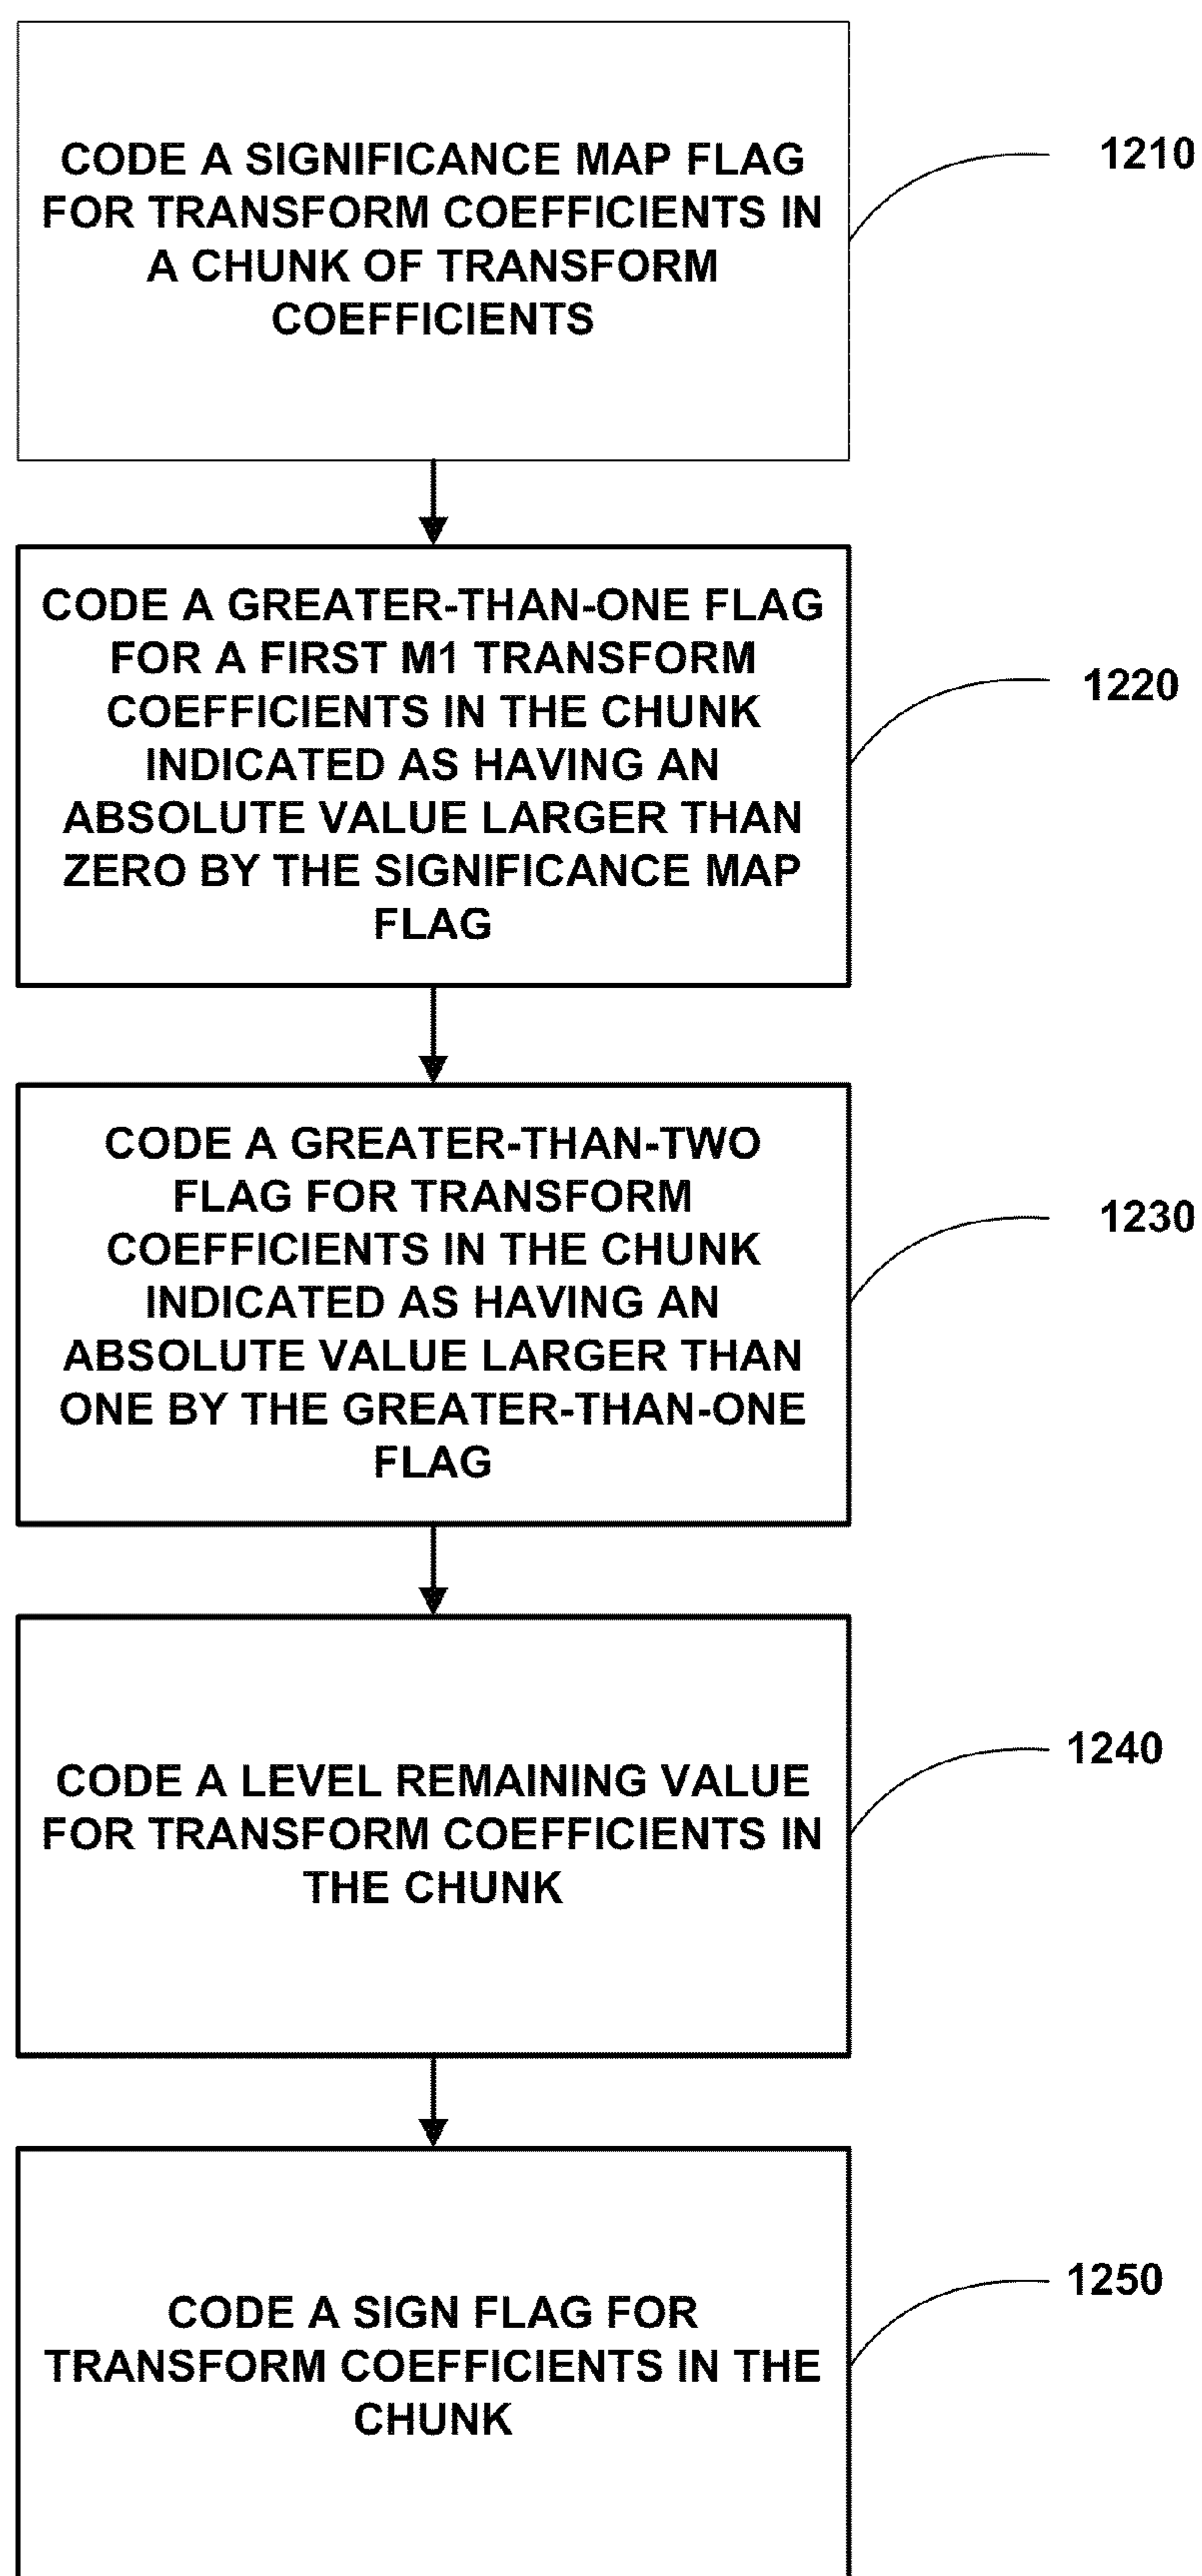 CODE A SIGNIFICANCE MAP FLAG
FOR TRANSFORM COEFFICIENTS IN
A CHUNK OF TRANSFORM
COEFFICIENTS
1210
CODE A GREATER-THAN-ONE FLAG
FOR A FIRST M1 TRANSFORM
COEFFICIENTS IN THE CHUNK
INDICATED AS HAVING AN
ABSOLUTE VALUE LARGER THAN
ZERO BY THE SIGNIFICANCE MAP
FLAG
1220
CODE A GREATER-THAN-TWO
FLAG FOR TRANSFORM
COEFFICIENTS IN THE CHUNK
INDICATED AS HAVING AN
ABSOLUTE VALUE LARGER THAN
ONE BY THE GREATER-THAN-ONE
FLAG
1230
CODE A LEVEL REMAINING VALUE
FOR TRANSFORM COEFFICIENTS IN
THE CHUNK
1240
CODE A SIGN FLAG FOR
TRANSFORM COEFFICIENTS IN THE
CHUNK
1250